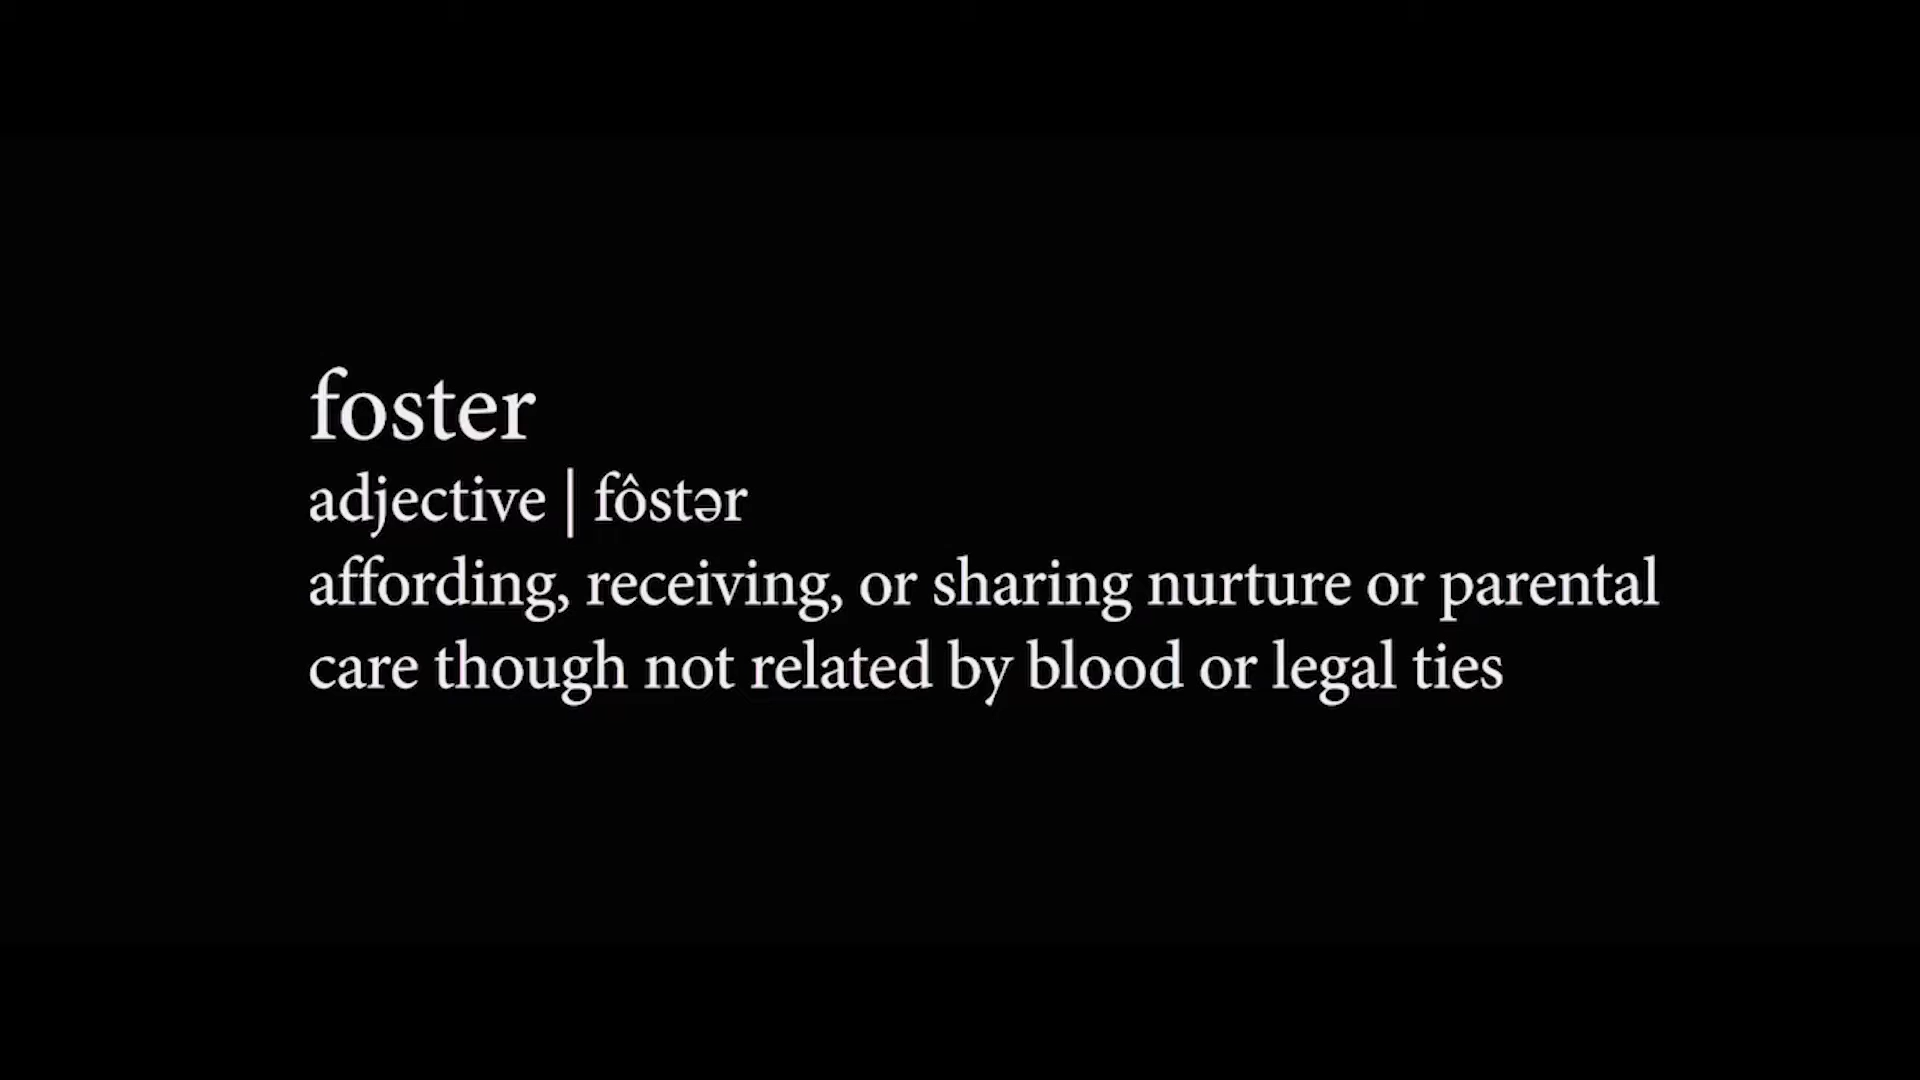 foster
adjective | fôstər
affording, receiving, or sharing nurture or parental
care though not related by blood or legal ties